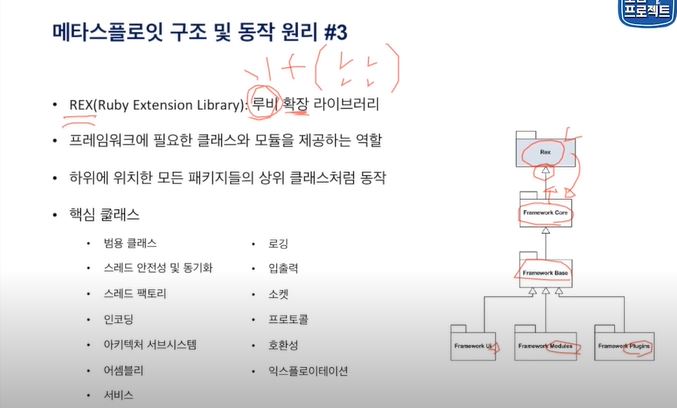 메타스플로잇 구조 및 동작 원리 #3
프로젝트
• REX(Ruby Extension Library): 루비 확장 라이브러리
• 프레임워크에 필요한 클래스와 모듈을 제공하는 역할
• 하위에 위치한 모든 패키지들의 상위 클래스처럼 동작
• 핵심 클래스
• 범용 클래스
• 스레드 안전성 및 동기화
• 스레드 팩토리
• 인코딩
• 아키텍처 서브시스템
• 어셈블리
• 서비스
• 로깅
• 입출력
• 소켓
• 프로토콜
• 호환성
• 익스플로이테이션
Rex
Framework Core
Framework Base
Framework UI
Framework Modules
Framework Plugins